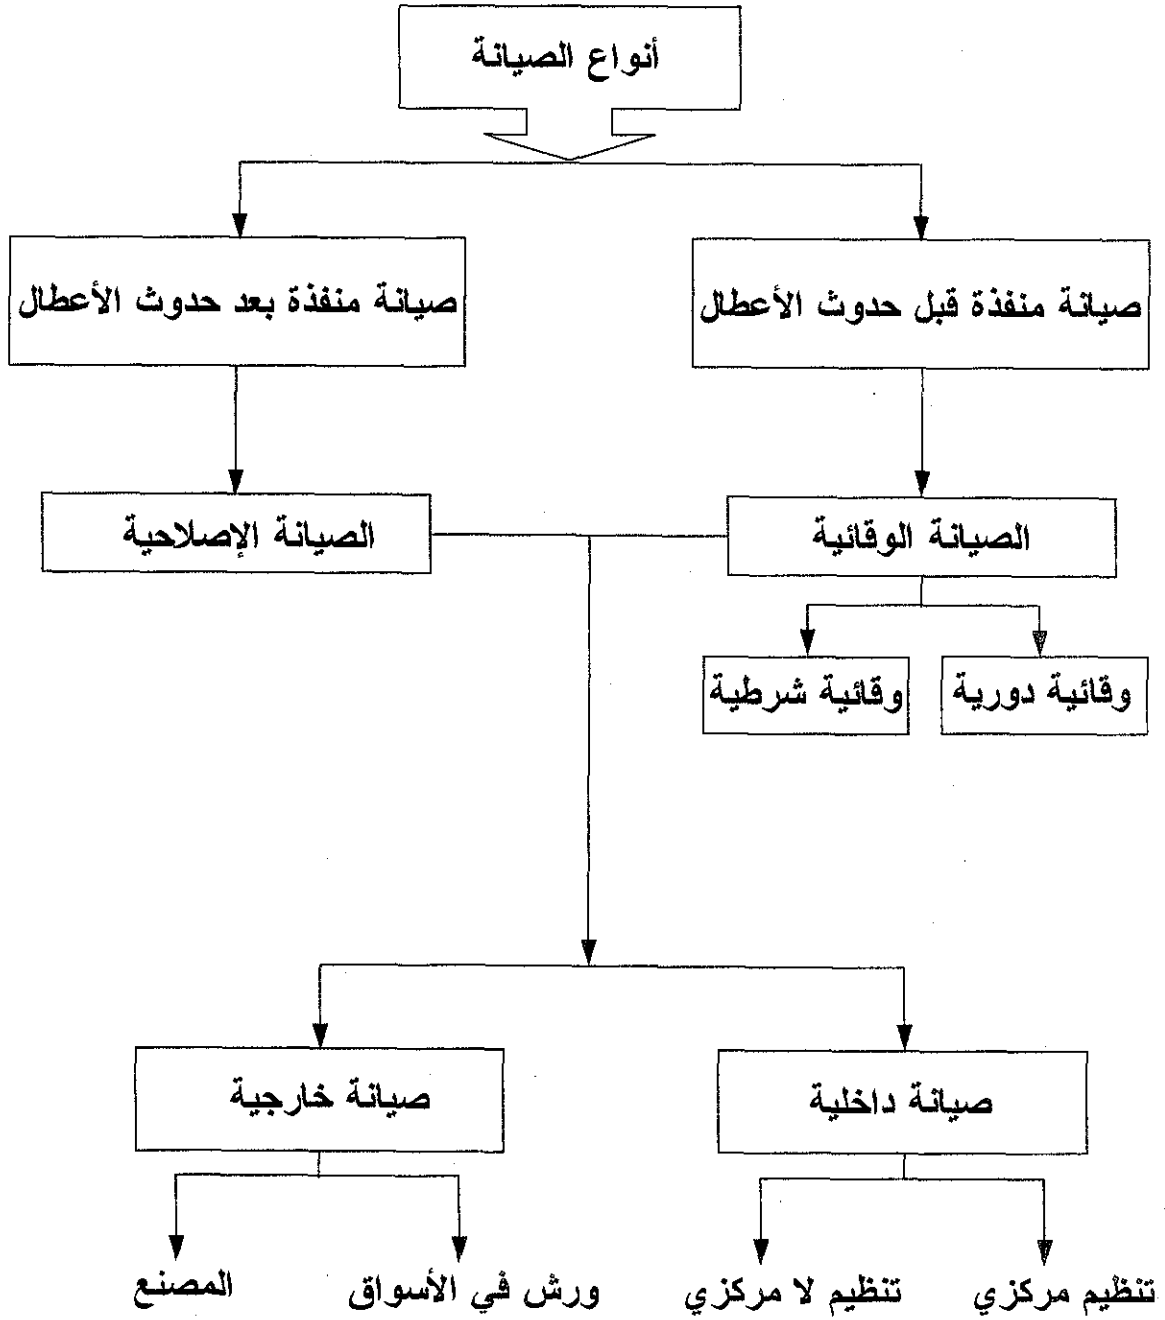 أنواع الصيانة
صيانة منفذة قبل حدوث الأعطال
صيانة منفذة بعد حدوث الأعطال
الصيانة الوقائية
الصيانة الإصلاحية
وقائية دورية
وقائية شرطية
صيانة داخلية
صيانة خارجية
تنظيم مركزي
تنظيم لا مركزي
ورش في الأسواق
المصنع